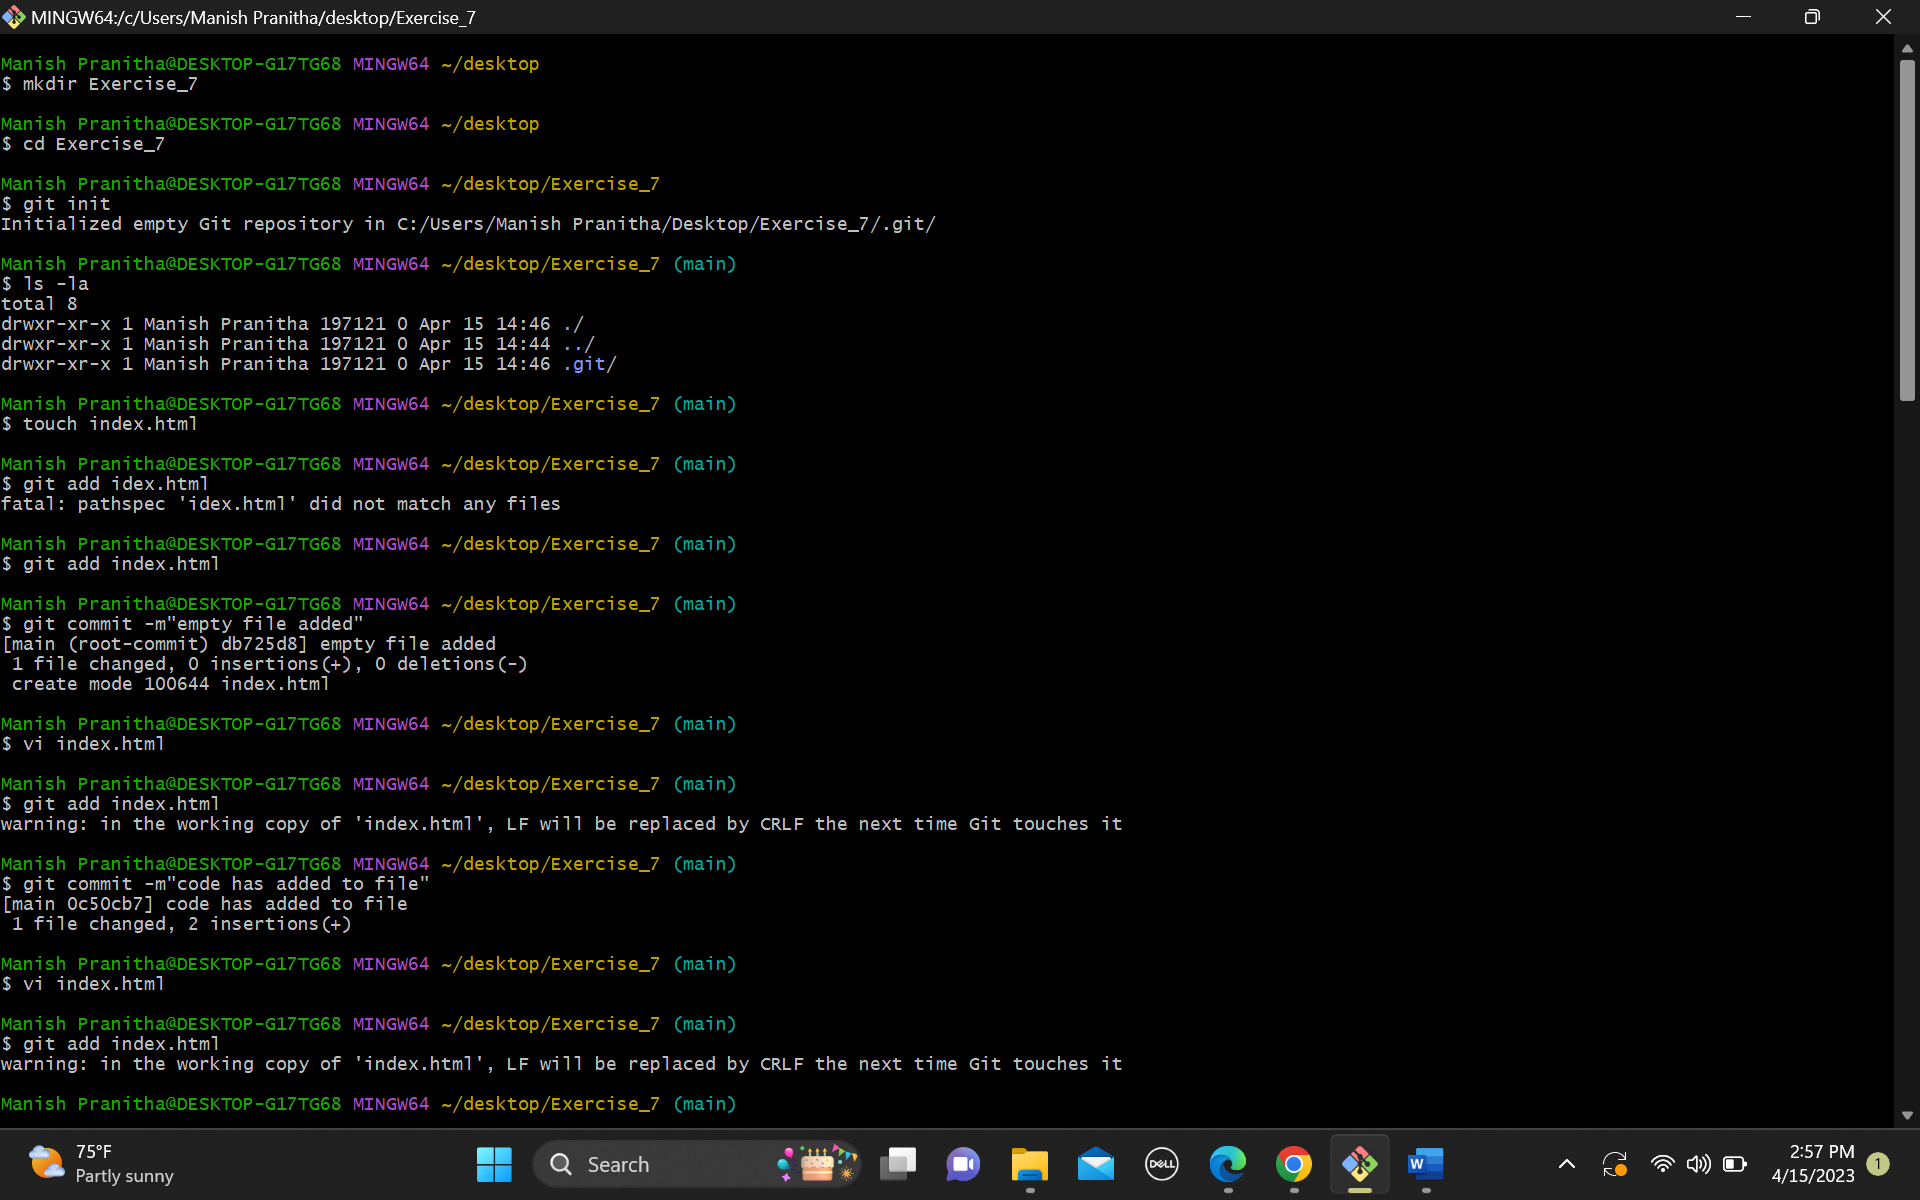 MINGW64:/c/Users/Manish Pranitha/desktop/Exercise_7
Manish Pranitha@DESKTOP-G17TG68 MINGW64 ~/desktop
$ mkdir Exercise_7
Manish Pranitha@DESKTOP-G17TG68 MINGW64 ~/desktop
$ cd Exercise_7
Manish Pranitha@DESKTOP-G17TG68 MINGW64 ~/desktop/Exercise_7
$ git init
Initialized empty Git repository in C:/Users/Manish Pranitha/Desktop/Exercise_7/.git/
Manish Pranitha@DESKTOP-G17TG68 MINGW64 ~/desktop/Exercise_7 (main)
$ ls -la
total 8
drwxr-xr-x 1 Manish Pranitha 197121 0 Apr 15 14:46 ./
drwxr-xr-x 1 Manish Pranitha 197121 0 Apr 15 14:44 ../
drwxr-xr-x 1 Manish Pranitha 197121 0 Apr 15 14:46 .git/
Manish Pranitha@DESKTOP-G17TG68 MINGW64 ~/desktop/Exercise_7 (main)
$ touch index.html
Manish Pranitha@DESKTOP-G17TG68 MINGW64 ~/desktop/Exercise_7 (main)
$ git add idex.html
fatal: pathspec 'idex.html' did not match any files
Manish Pranitha@DESKTOP-G17TG68 MINGW64 ~/desktop/Exercise_7 (main)
$ git add index.html
Manish Pranitha@DESKTOP-G17TG68 MINGW64 ~/desktop/Exercise_7 (main)
$ git commit -m"empty file added"
[main (root-commit) db725d8] empty file added
1 file changed, 0 insertions(+), 0 deletions(-)
create mode 100644 index.html
Manish Pranitha@DESKTOP-G17TG68 MINGW64 ~/desktop/Exercise_7 (main)
$ vi index.html
Manish Pranitha@DESKTOP-G17TG68 MINGW64 ~/desktop/Exercise_7 (main)
$ git add index.html
warning: in the working copy of 'index.html', LF will be replaced by CRLF the next time Git touches it
Manish Pranitha@DESKTOP-G17TG68 MINGW64 ~/desktop/Exercise_7 (main)
$ git commit -m"code has added to file"
[main 0c50cb7] code has added to file
1 file changed, 2 insertions(+)
Manish Pranitha@DESKTOP-G17TG68 MINGW64 ~/desktop/Exercise_7 (main)
$ vi index.html
Manish Pranitha@DESKTOP-G17TG68 MINGW64 ~/desktop/Exercise_7 (main)
$ git add index.html
warning: in the working copy of 'index.html', LF will be replaced by CRLF the next time Git touches it
Manish Pranitha@DESKTOP-G17TG68 MINGW64 ~/desktop/Exercise_7 (main)
75°F
Partly sunny
Search
DELL
W
2:57 PM
4/15/2023
1